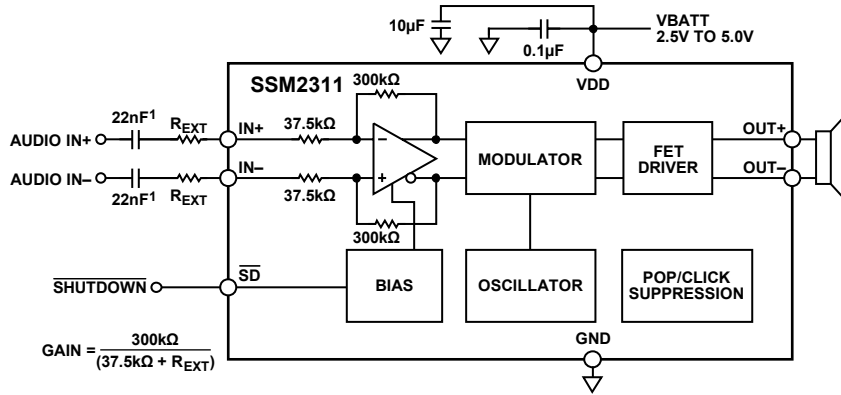 10µF
0.1µF
VBATT
2.5V TO 5.0V
VDD
SSM2311
300kΩ
22nF1
REXT
IN+
37.5kΩ
AUDIO IN+
−
MODULATOR
FET
DRIVER
OUT+
AUDIO IN–
22nF1
REXT
IN–
37.5kΩ
+
OUT–
300kΩ
SHUTDOWN
SD
BIAS
OSCILLATOR
POP/CLICK
SUPPRESSION
GAIN = 300kΩ
(37.5kΩ + REXT)
GND